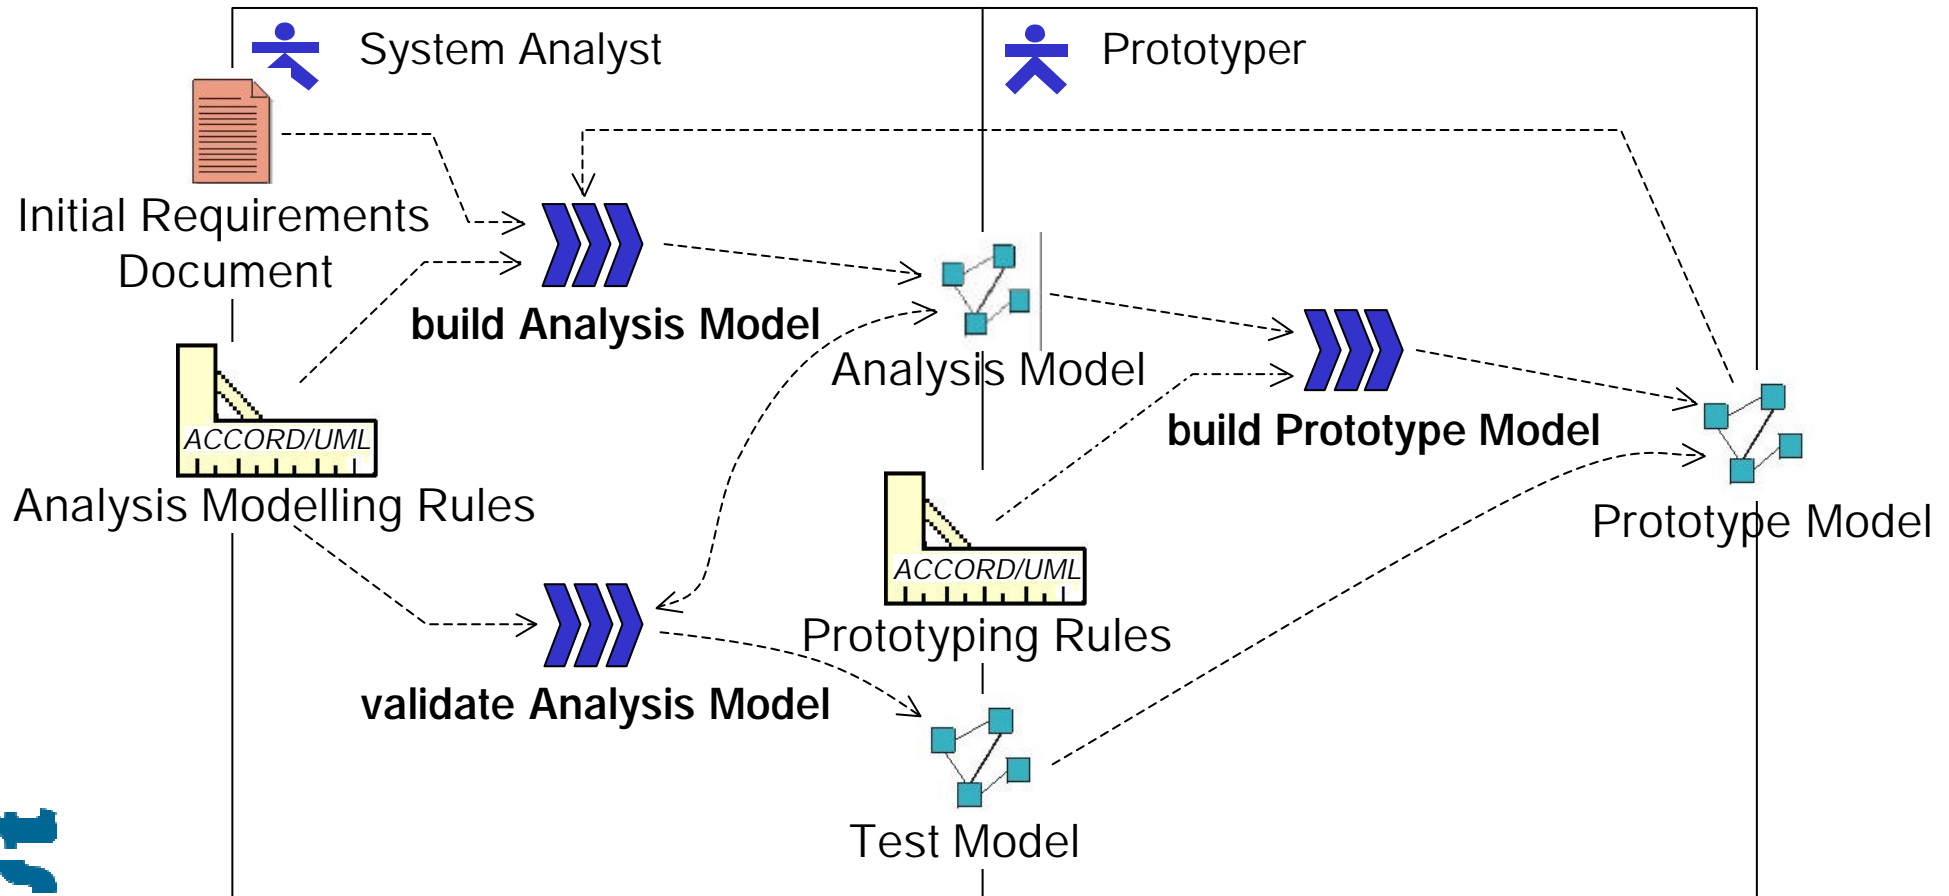 System Analyst
Prototyper
Initial Requirements
Document
build Analysis Model
Analysis Model
ACCORD/UML
Analysis Modelling Rules
build Prototype Model
Prototype Model
ACCORD/UML
Prototyping Rules
validate Analysis Model
Test Model
st